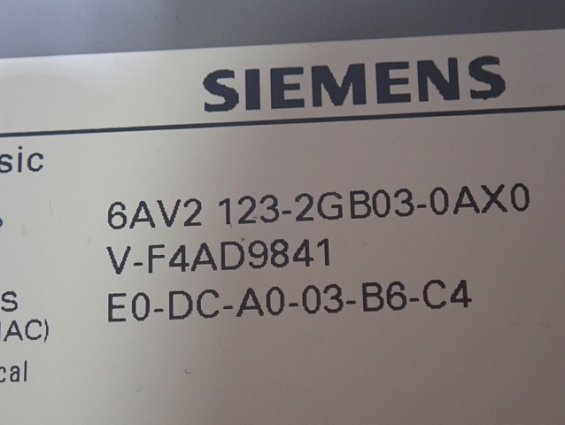 SIEMENS
sic
6AV2 123-2GB03-0AX0
V-F4AD9841
S E0-DC-A0-03-B6-C4
AC)
cal